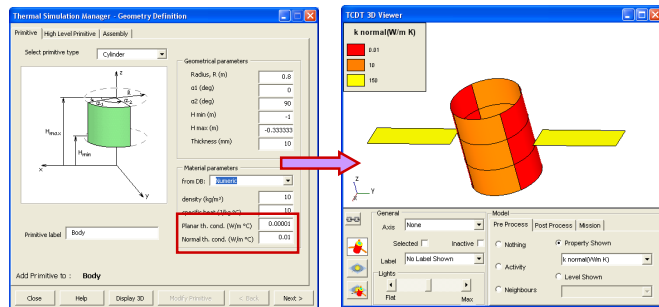 Thermal Simulation Manager - Geometry Definition
Primitive High Level Primitive Assembly
Select primitive type Cylinder
Geometrical parameters
Radius, R (m) 0.8
α1 (deg) 0
α2 (deg) 90
H min (m) -1
H max (m) -0.333333
Thickness (mm) 10
z
R
Hmax
Hmin
x
y
Material parameters
from DB: Numeric
density (kg/m³) 10
specific heat (J/kg °C) 10
Planar th. cond. (W/m °C) 0.00001
Normal th. cond. (W/m °C) 0.01
Primitive label Body
Add Primitive to : Body
Close Help Display 3D Modify Primitive < Back Next >
TCDT 3D Viewer
k normal(W/m K)
0.01
10
150
Z
Y
General
Axis None
Selected Inactive
Label No Label Shown
Lights
Flat Max
Model
Pre Process Post Process Mission
Nothing Property Shown
k normal(W/m K)
Activity
Level Shown
Neighbours